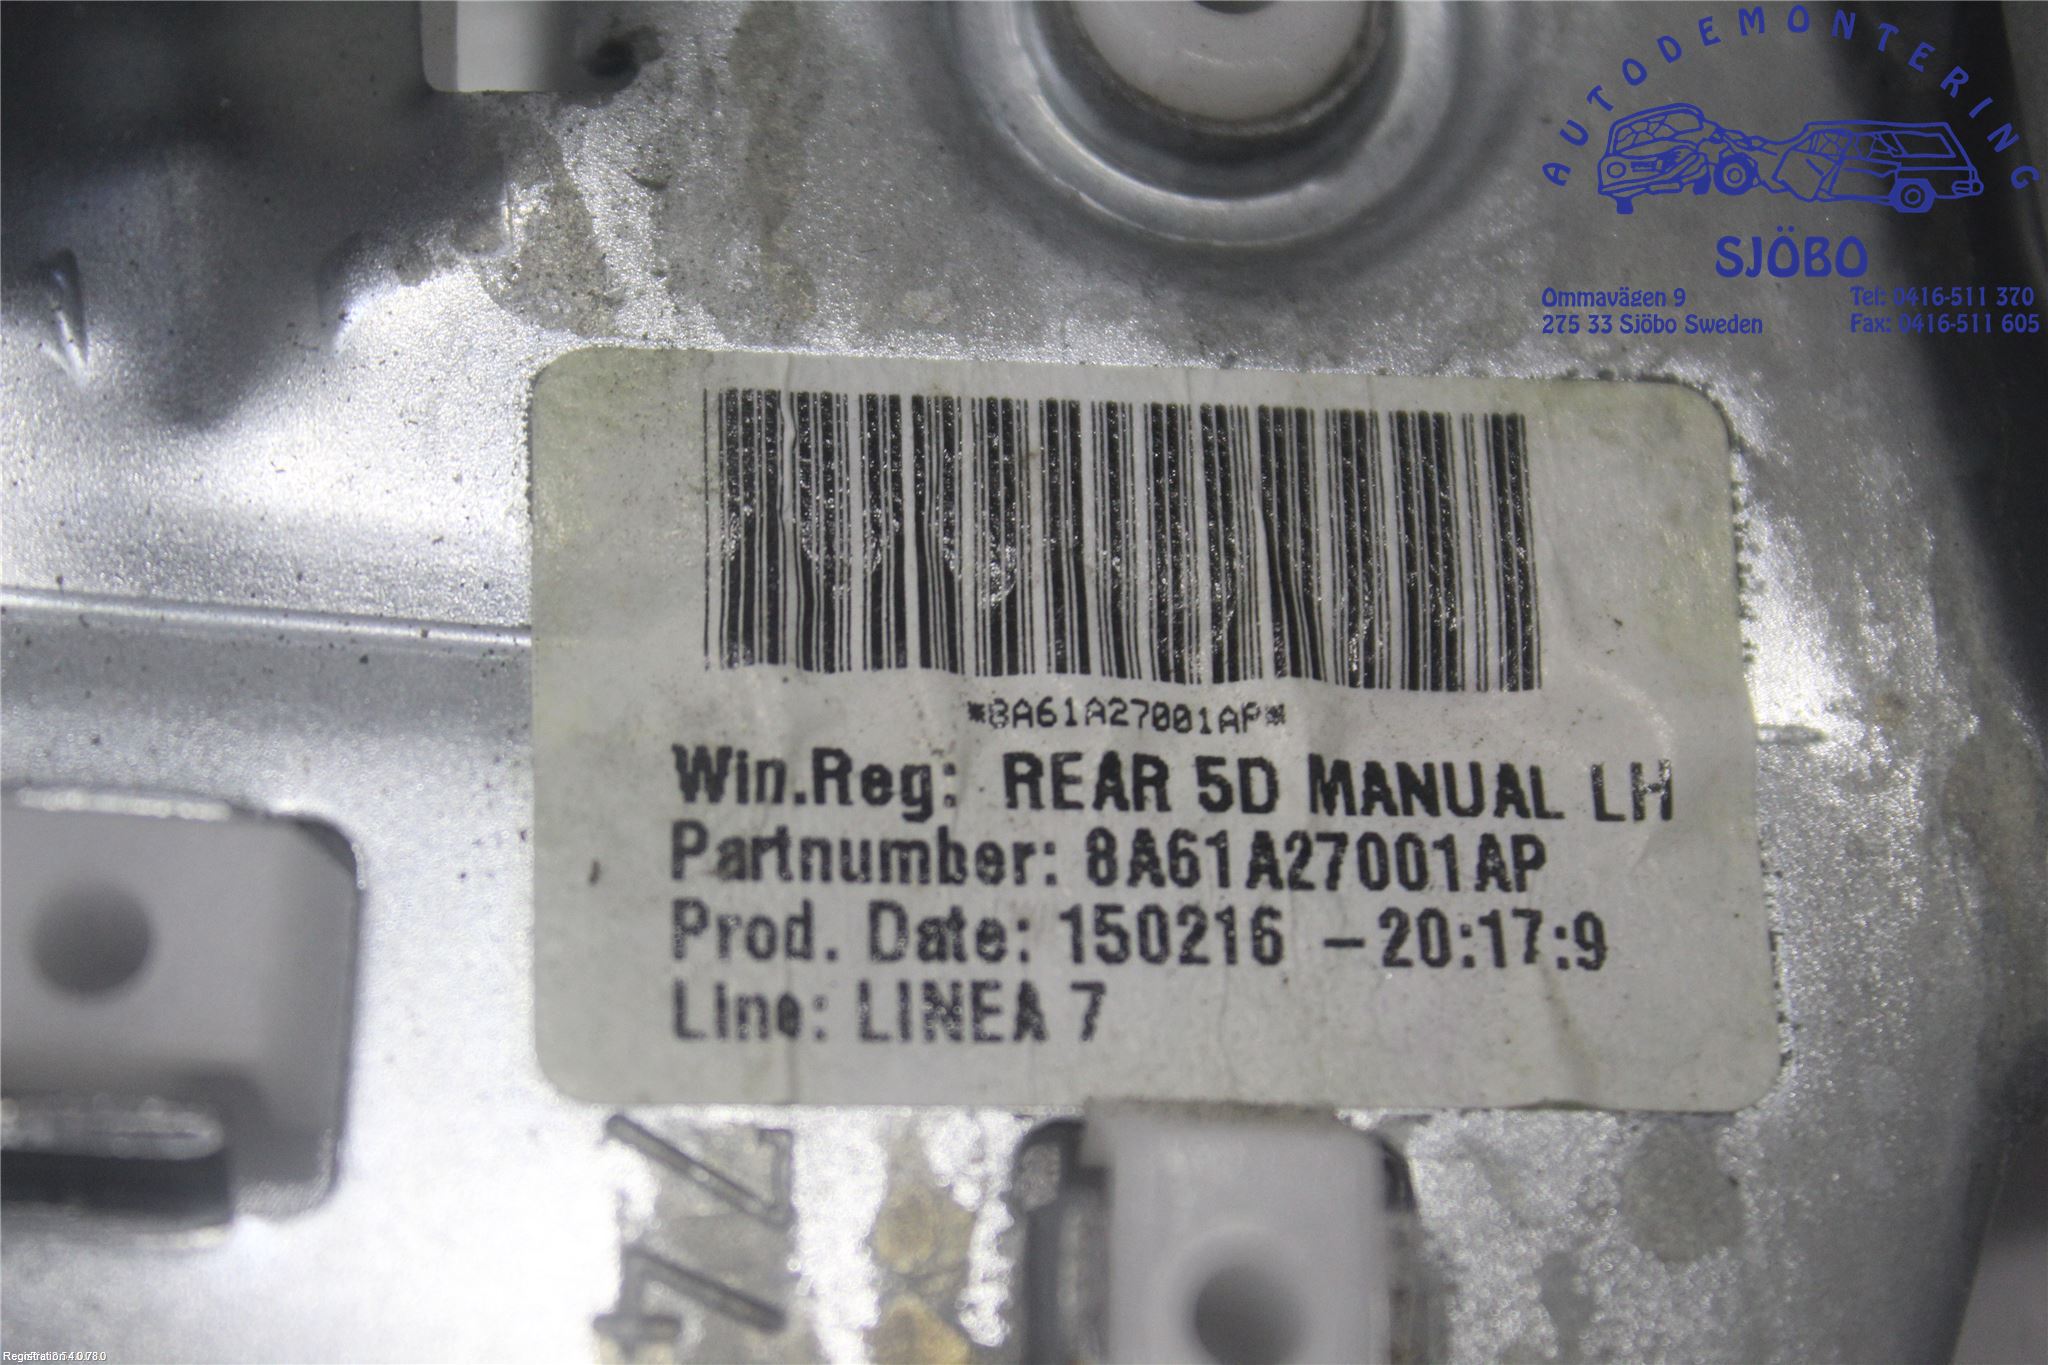 AUTODEMONTERING
SJÖBO
Ommavägen 9 Tel: 0416-511 370
275 33 Sjöbo Sweden Fax: 0416-511 605
*8A61A27001AP*
Win.Reg: REAR 5D MANUAL LH
Partnumber: 8A61A27001AP
Prod. Date: 150216 -20:17:9
Line: LINEA 7